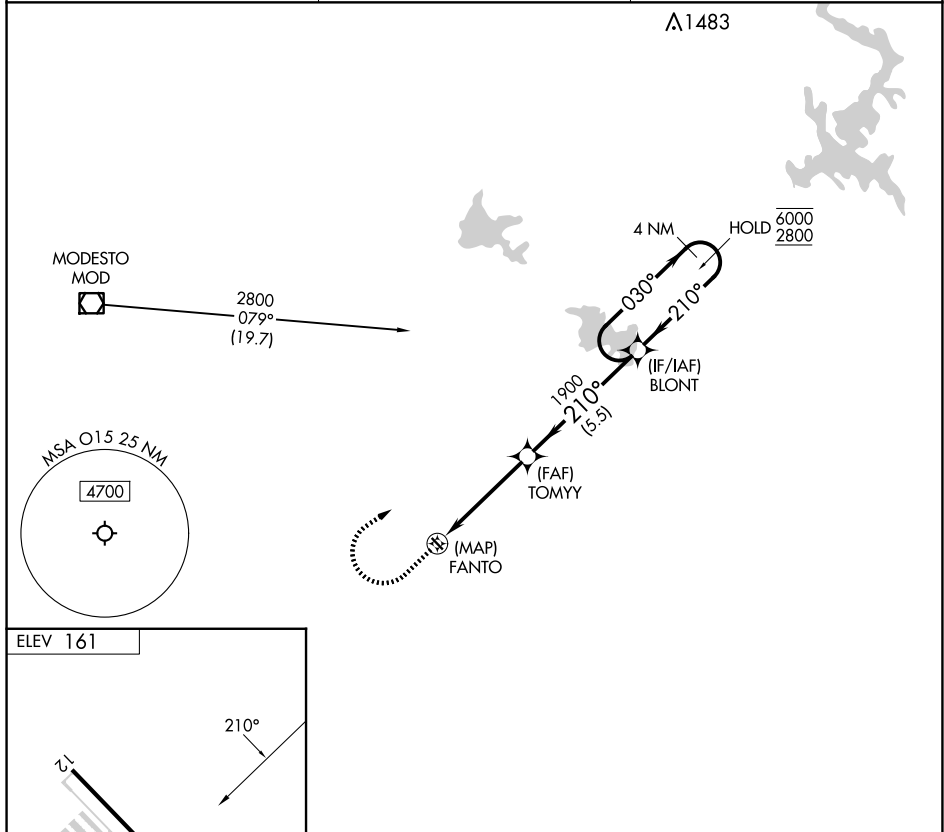 1483
4 NM
HOLD
6000
2800
030°
210°
MODESTO
MOD
2800
079°
(19.7)
(IF/IAF)
BLONT
1900
210°
(5.5)
MSA O15 25 NM
4700
(FAF)
TOMYY
(MAP)
FANTO
ELEV 161
210°
12